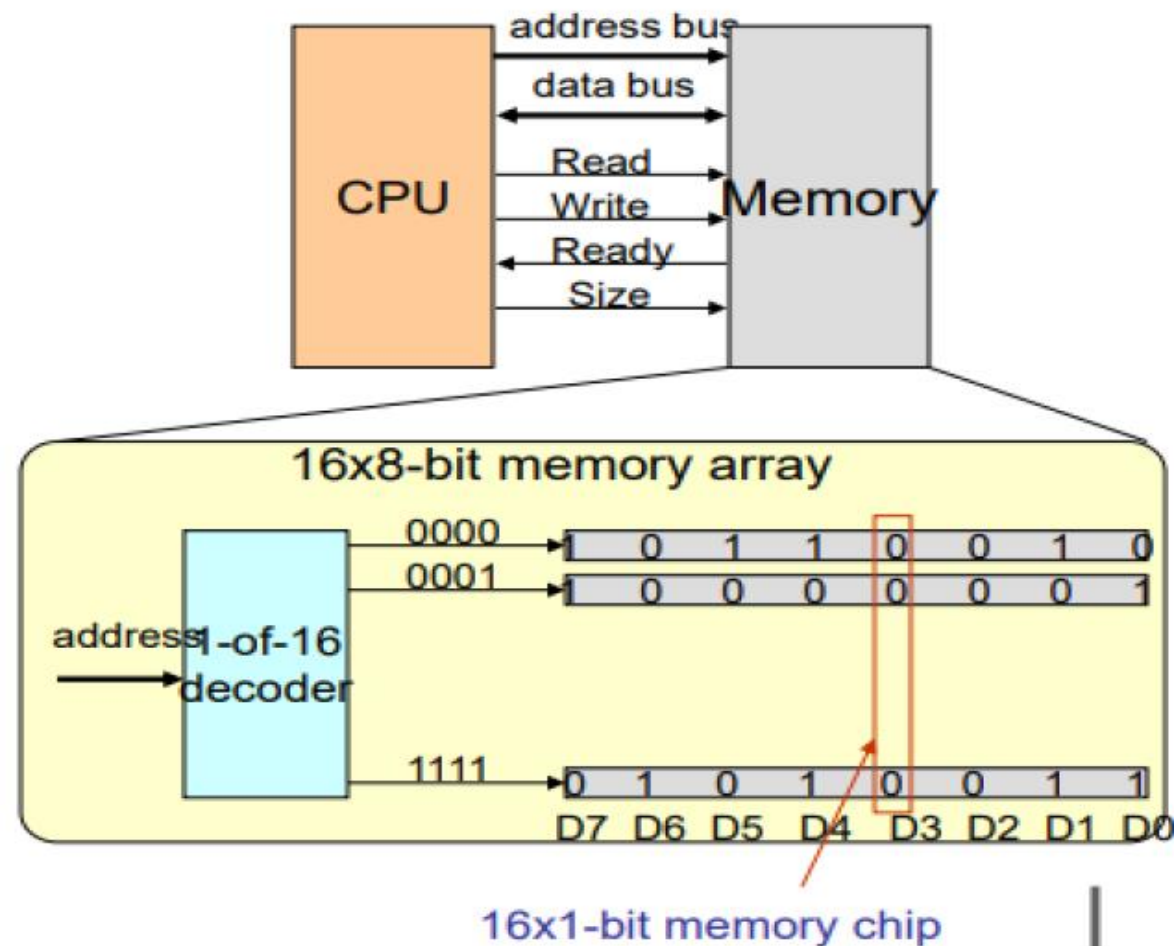 address bus
data bus
Read
CPU
Write
Memory
Ready
Size
16x8-bit memory array
0000
1 0 1 1 0 0 1 0
0001
1 0 0 0 0 0 0 1
address
1-of-16
decoder
1111
0 1 0 1 0 0 1 1
D7 D6 D5 D4 D3 D2 D1 D0
16x1-bit memory chip